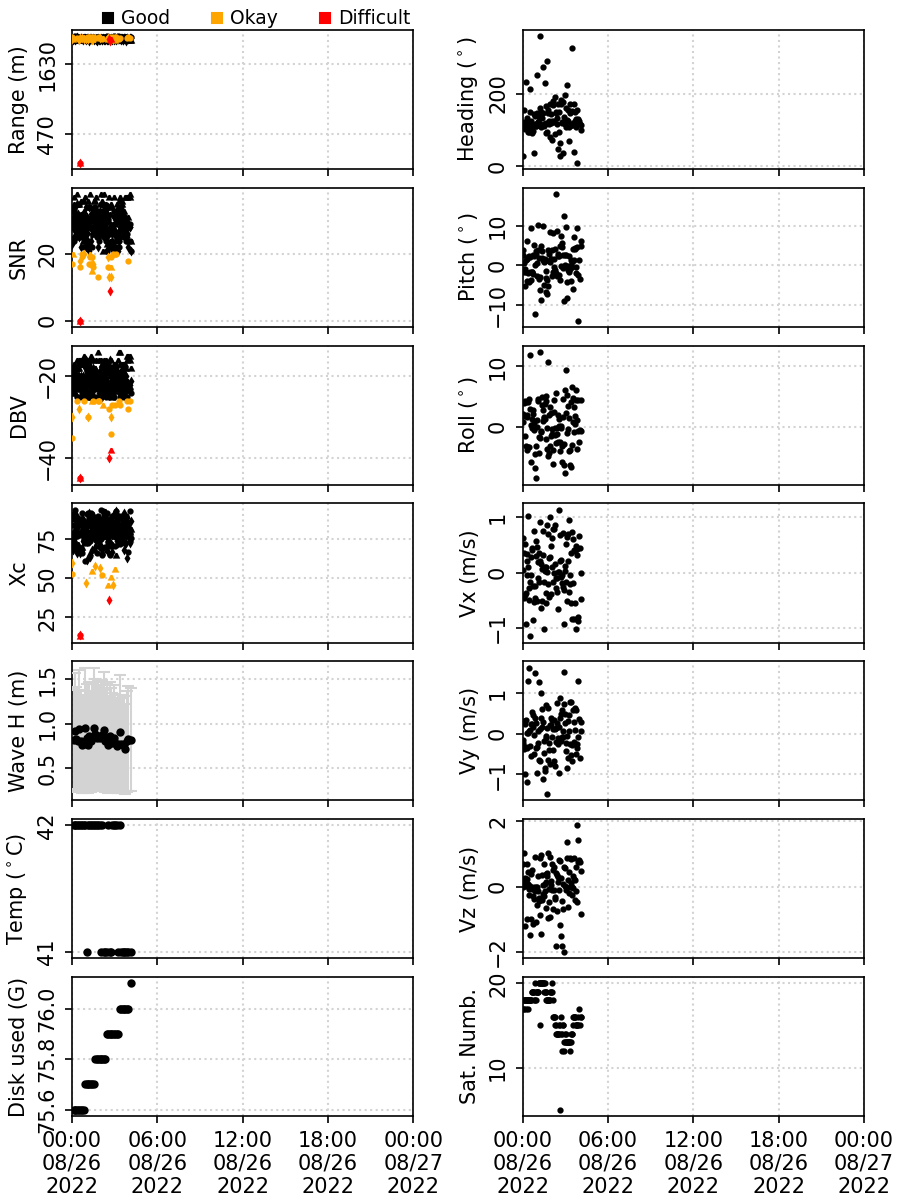 Good Okay Difficult
Range (m)
1630
470
Heading (°)
200
0
SNR
20
0
Pitch (°)
10
0
−10
DBV
−20
−40
Roll (°)
10
0
Xc
75
50
25
Vx (m/s)
1
0
−1
Wave H (m)
1.5
1.0
0.5
Vy (m/s)
1
0
−1
Temp (°C)
42
41
Vz (m/s)
2
0
−2
Disk used (G)
76.0
75.8
75.6
Sat. Numb.
20
10
00:00 06:00 12:00 18:00 00:00
08/26 08/26 08/26 08/26 08/27
2022 2022 2022 2022 2022
00:00 06:00 12:00 18:00 00:00
08/26 08/26 08/26 08/26 08/27
2022 2022 2022 2022 2022